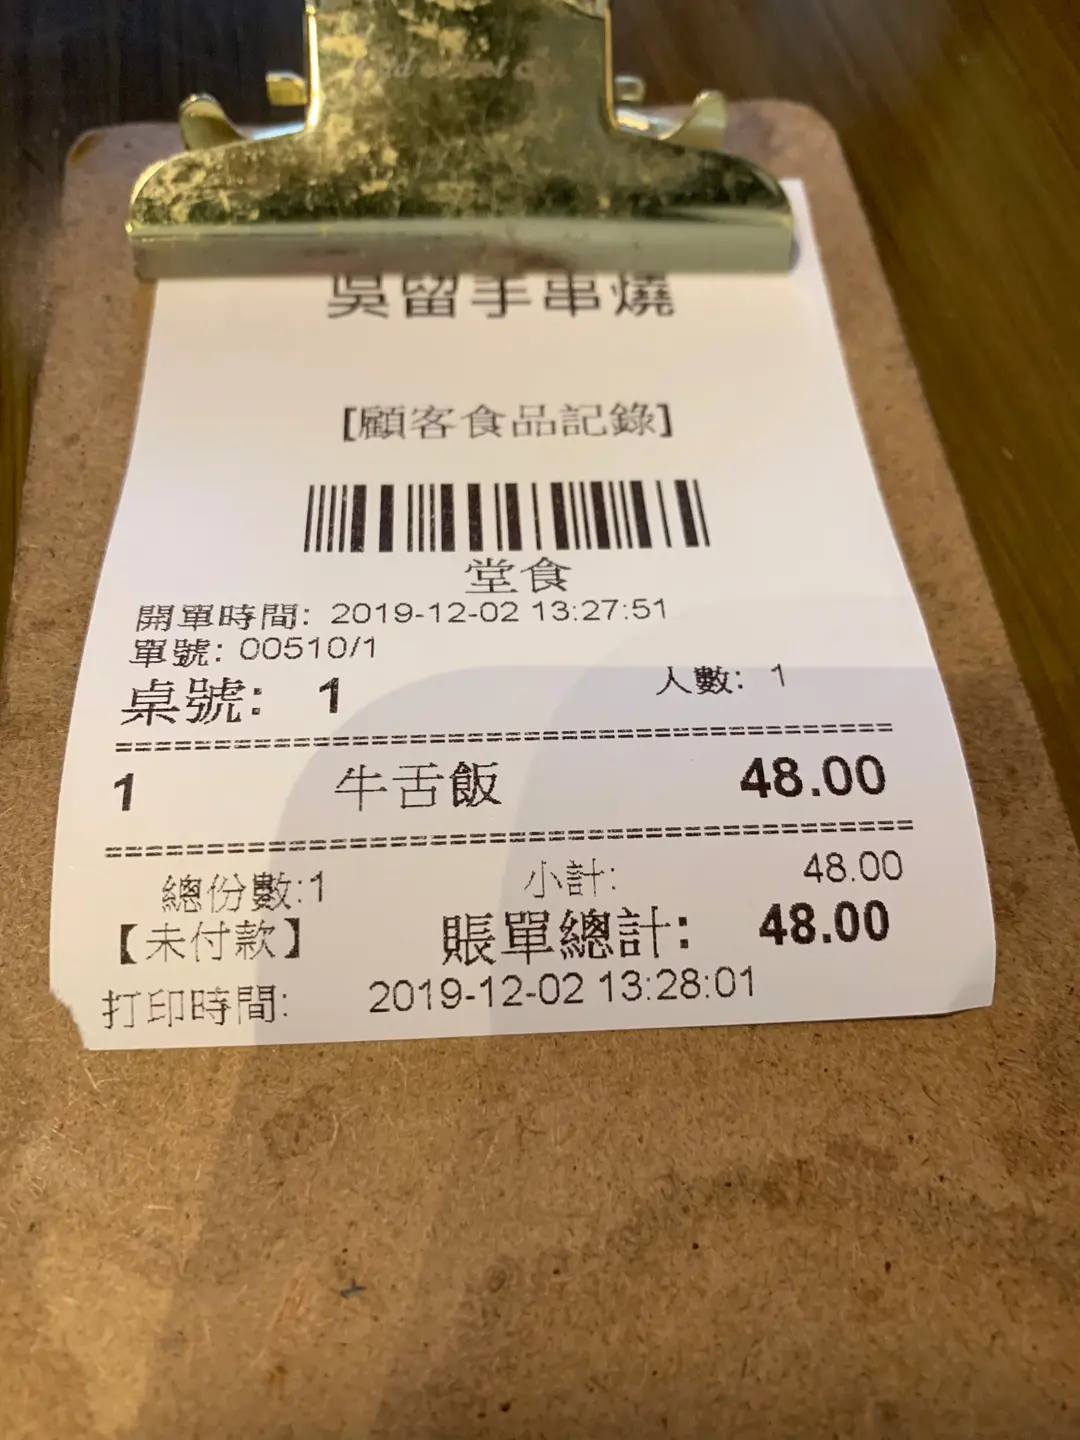 吳留手串燒
[顧客食品記錄]
堂食
開單時間: 2019-12-02 13:27:51
單號: 00510/1
桌號: 1 人數: 1
1 牛舌飯 48.00
總份數:1 小計: 48.00
【未付款】 賬單總計: 48.00
打印時間: 2019-12-02 13:28:01